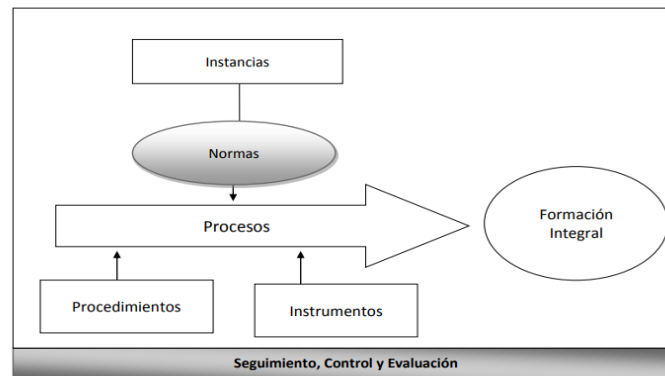 Instancias
Normas
Procesos
Formación
Integral
Procedimientos
Instrumentos
Seguimiento, Control y Evaluación